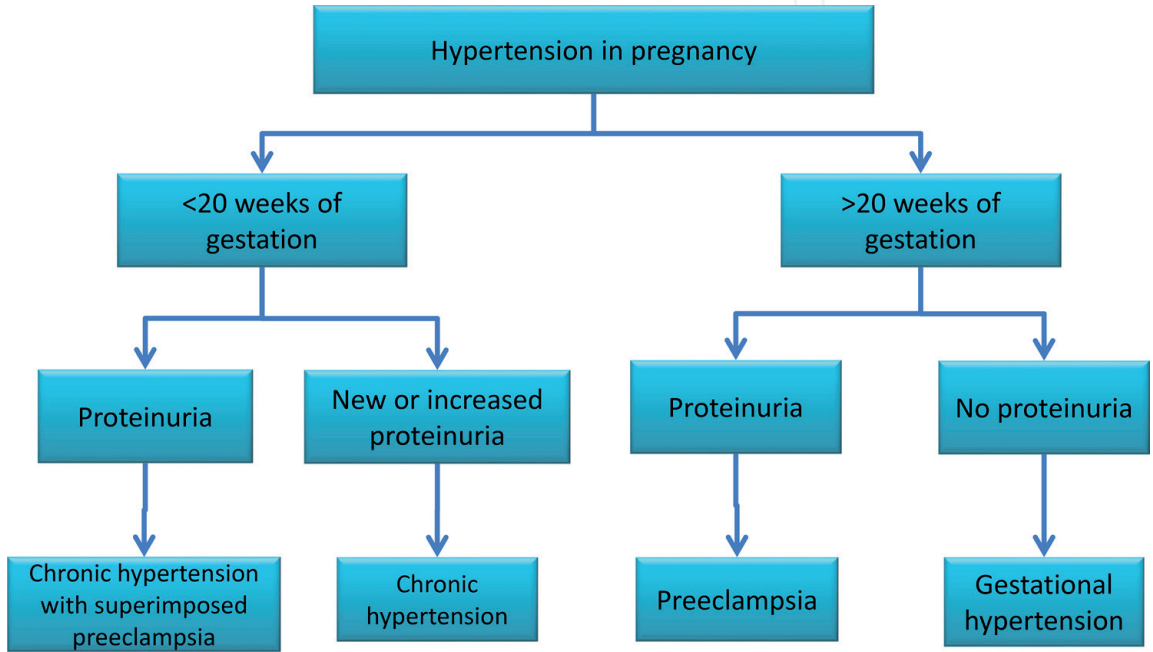 Hypertension in pregnancy
<20 weeks of
gestation
>20 weeks of
gestation
Proteinuria
New or increased
proteinuria
Proteinuria
No proteinuria
Chronic hypertension
with superimposed
preeclampsia
Chronic
hypertension
Preeclampsia
Gestational
hypertension